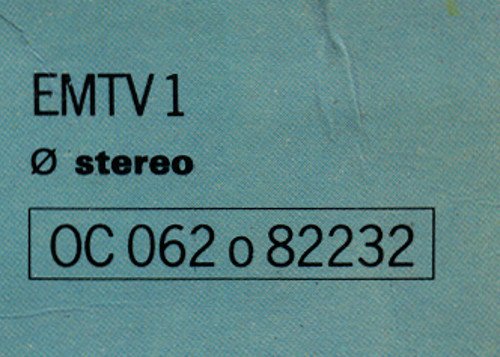 EMTV 1
Ø stereo
OC 062 o 82232